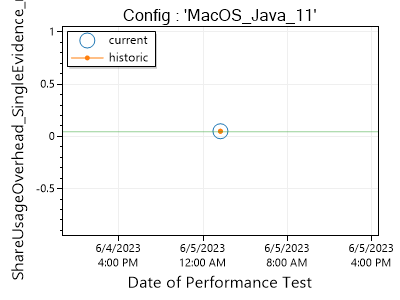 Config : 'MacOS_Java_11'
current
historic
1
0.5
0
-0.5
ShareUsageOverhead_SingleEvidence_
6/4/2023 6/5/2023 6/5/2023 6/5/2023
4:00 PM 12:00 AM 8:00 AM 4:00 PM
Date of Performance Test